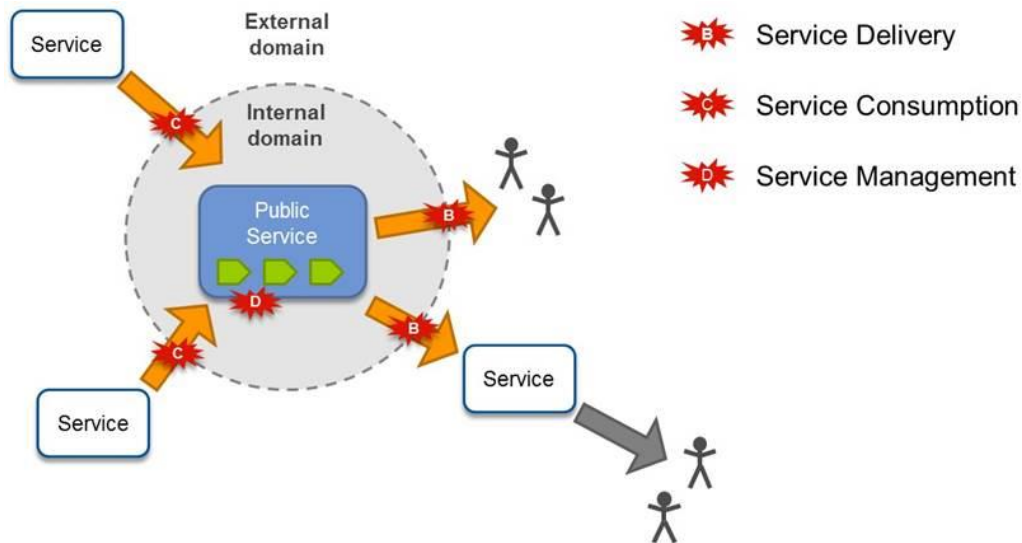 Service
External
domain
Internal
domain
C
Public
Service
B
D
B
C
Service
Service
B Service Delivery
C Service Consumption
D Service Management